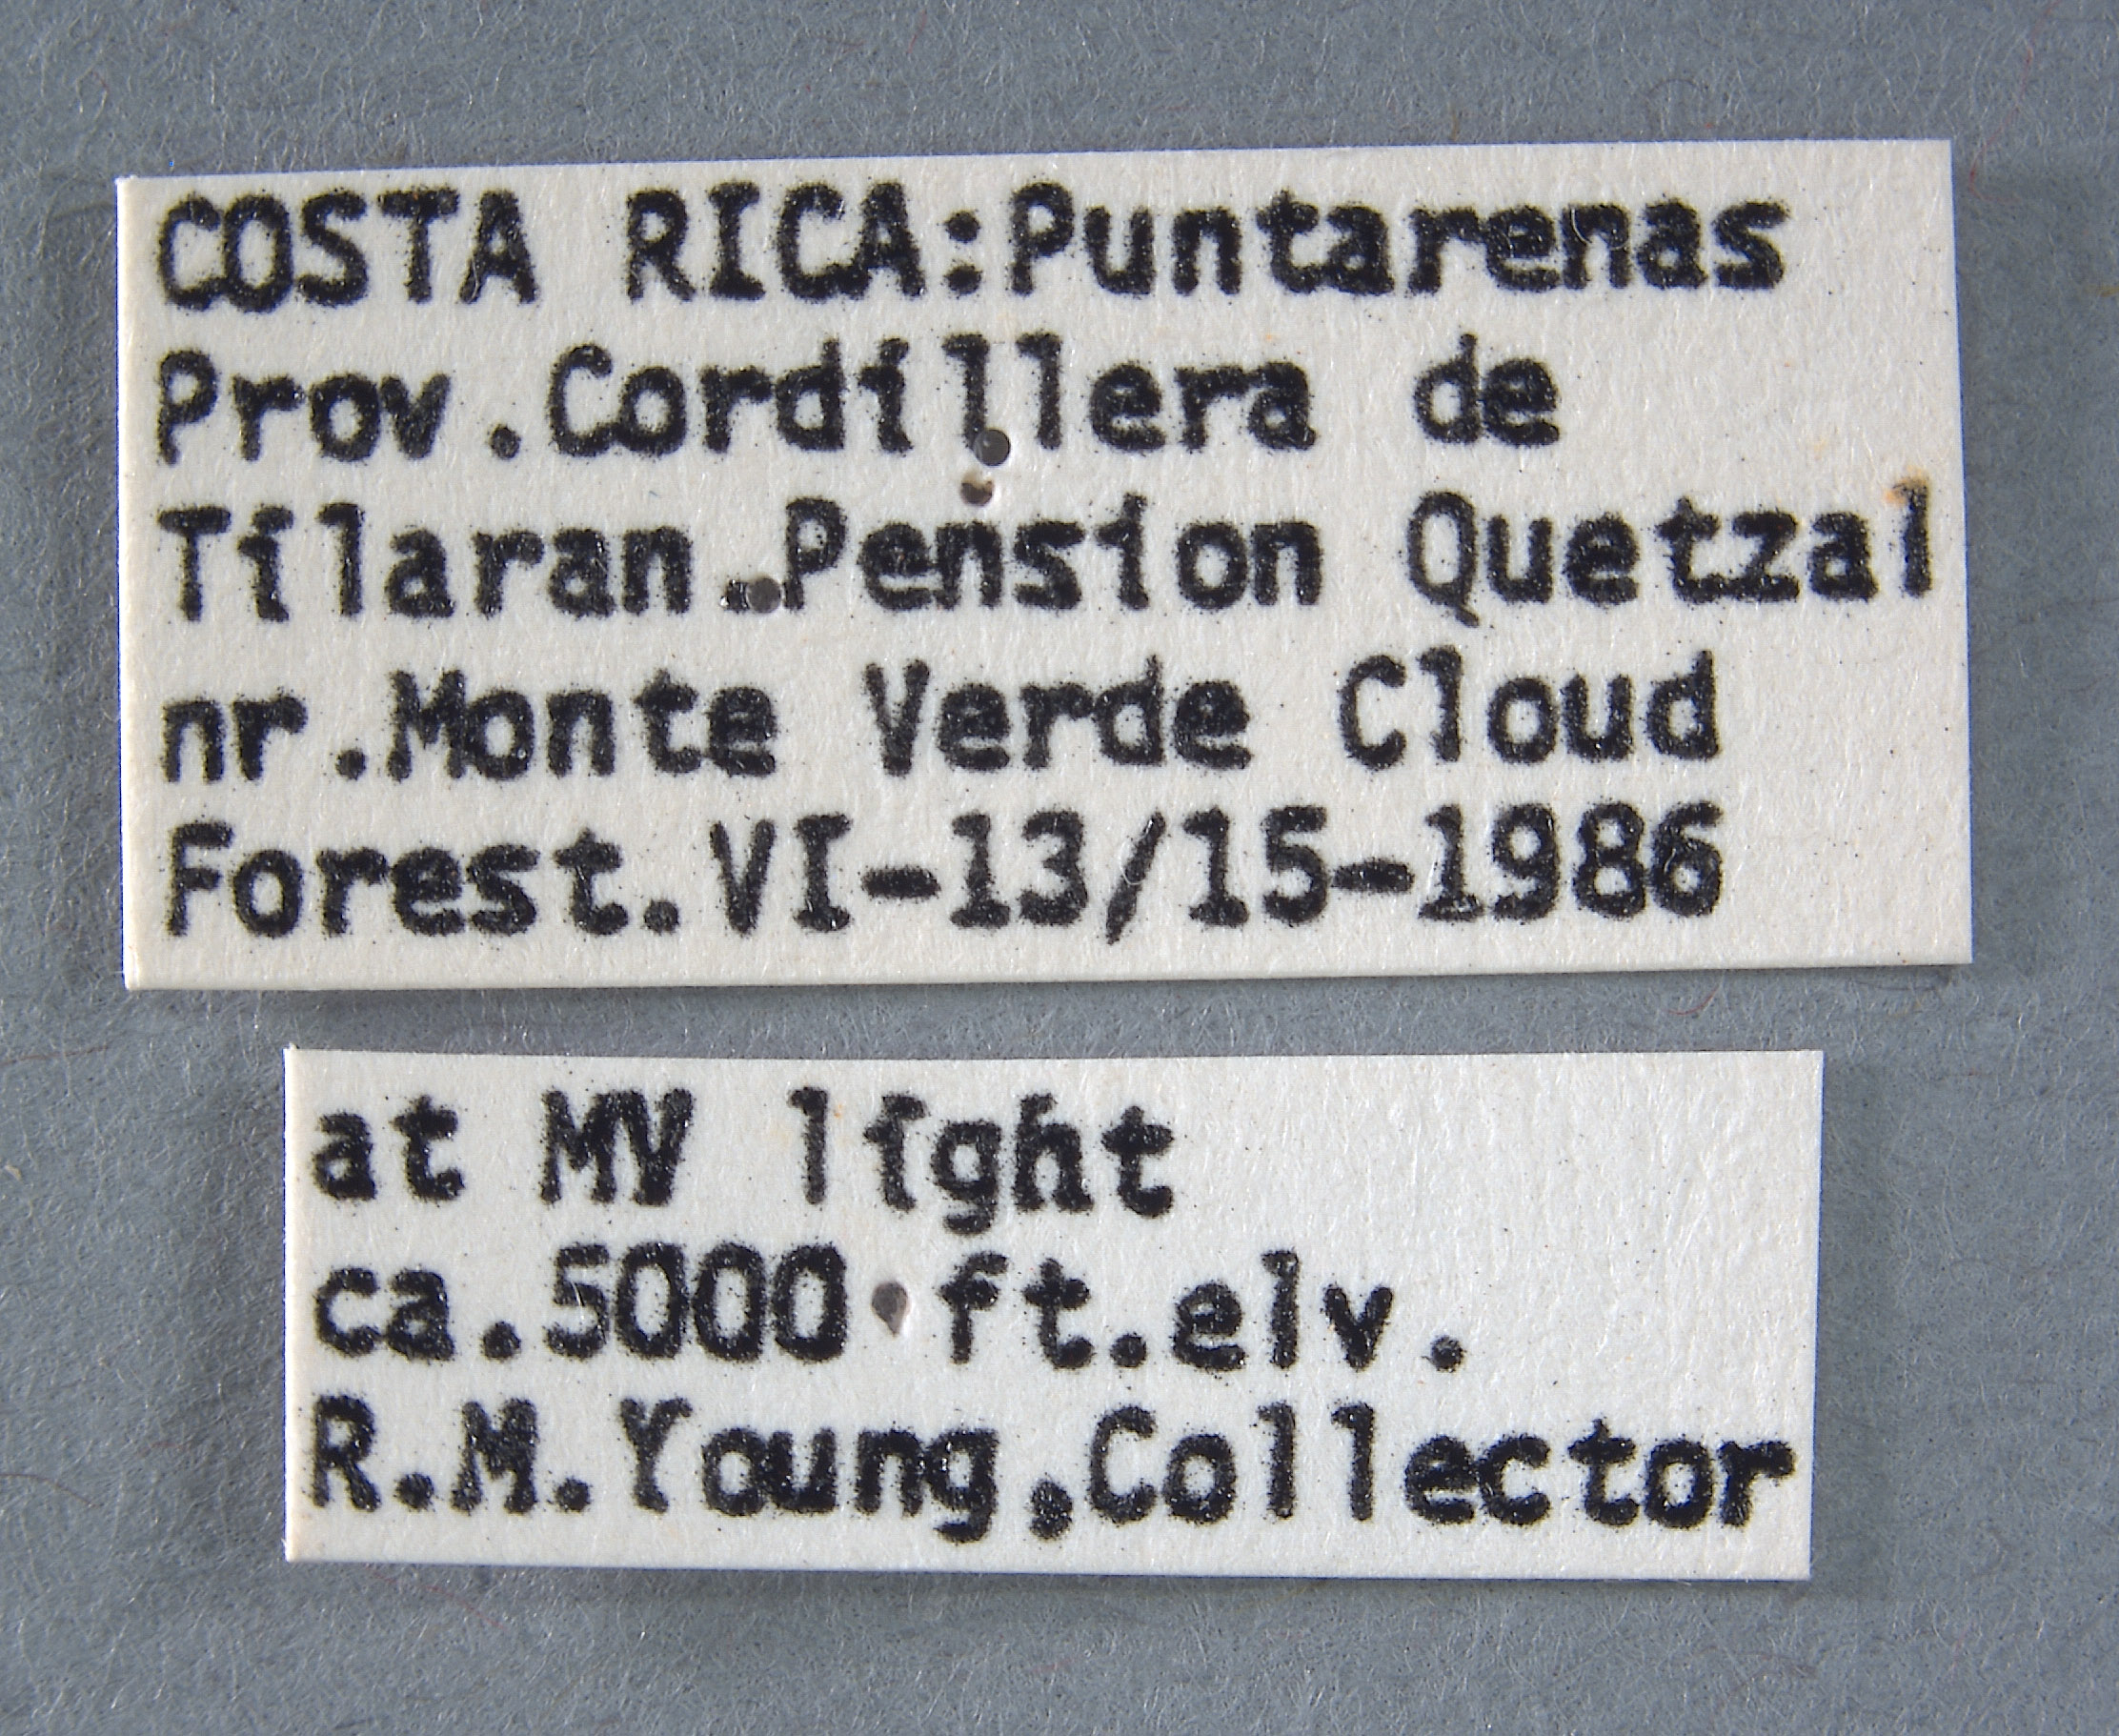 COSTA RICA:Puntarenas
Prov.Cordillera de
Tilaran.Pension Quetzal
nr.Monte Verde Cloud
Forest.VI-13/15-1986
at MV light
ca.5000 ft.elv.
R.M.Young,Collector